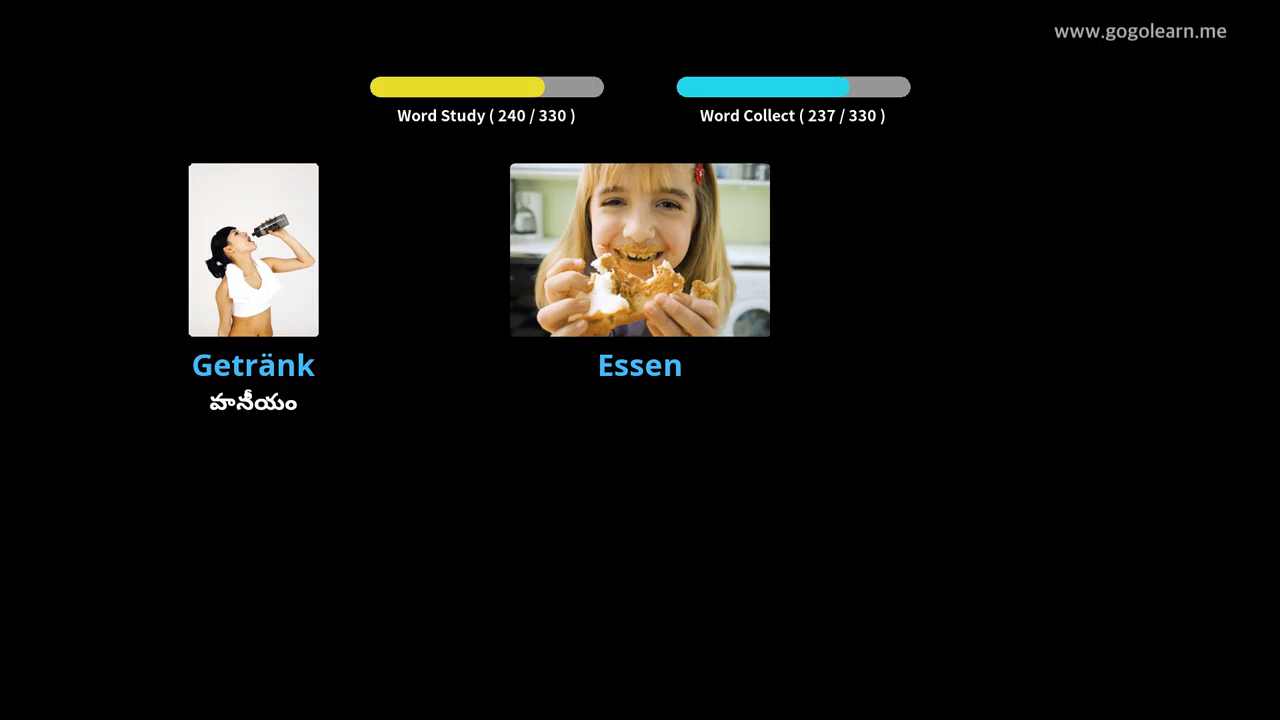 www.gogolearn.me
Word Study ( 240 / 330 )
Word Collect ( 237 / 330 )
Getränk
Essen
పానీయం